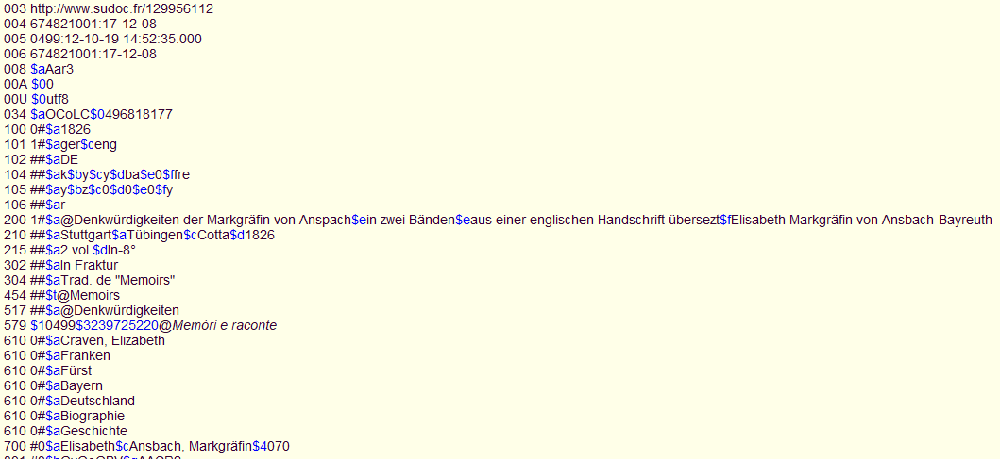 003 http://www.sudoc.fr/129956112
004 674821001:17-12-08
005 0499:12-10-19 14:52:35.000
006 674821001:17-12-08
008 $aAar3
00A $00
00U $0utf8
034 $aOCoLC$0496818177
100 0#$a1826
101 1#$ager$ceng
102 ##$aDE
104 ##$ak$by$cy$dba$e0$ffre
105 ##$ay$bz$c0$d0$e0$fy
106 ##$ar
200 1#$a@Denkwürdigkeiten der Markgräfin von Anspach$ein zwei Bänden$eaus einer englischen Handschrift übersezt$fElisabeth Markgräfin von Ansbach-Bayreuth
210 ##$aStuttgart$aTübingen$cCotta$d1826
215 ##$a2 vol.$dIn-8°
302 ##$aIn Fraktur
304 ##$aTrad. de "Memoirs"
454 ##$t@Memoirs
517 ##$a@Denkwürdigkeiten
579 $10499$3239725220@Memòri e raconte
610 0#$aCraven, Elizabeth
610 0#$aFranken
610 0#$aFürst
610 0#$aBayern
610 0#$aDeutschland
610 0#$aBiographie
610 0#$aGeschichte
700 #0$aElisabeth$cAnsbach, Markgräfin$4070